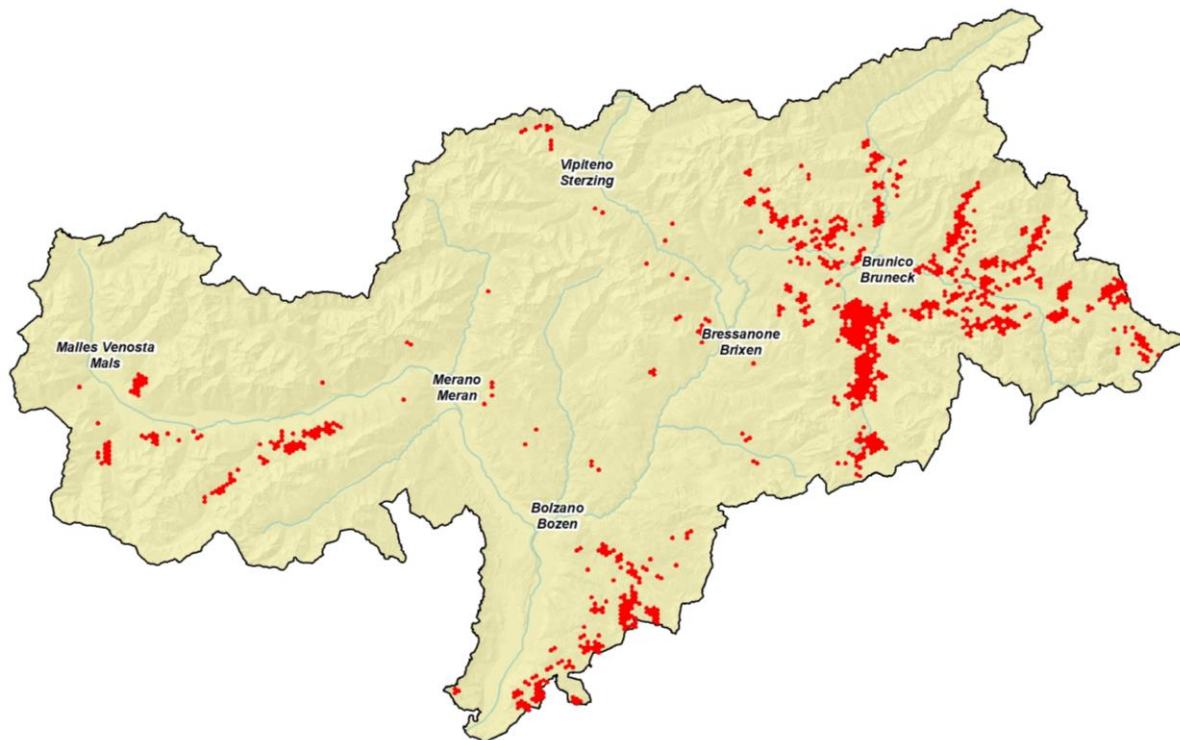 Vipiteno
Sterzing
Brunico
Bruneck
Bressanone
Brixen
Malles Venosta
Mals
Merano
Meran
Bolzano
Bozen